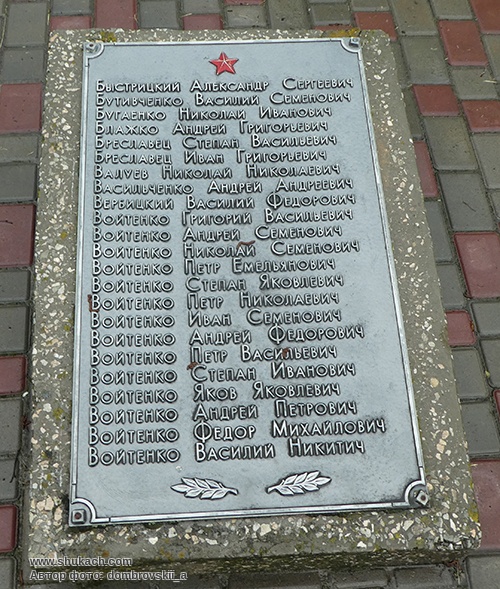 Быстрицкий Александр Сергеевич
Бутивченко Василий Семенович
Бугаенко Николай Иванович
Блажко Андрей Григорьевич
Бреславец Степан Васильевич
Бреславец Иван Григорьевич
Валуев Николай Николаевич
Васильченко Андрей Андреевич
Вербицкий Василий Федорович
Войтенко Григорий Васильевич
Войтенко Андрей Семенович
Войтенко Николай Семенович
Войтенко Петр Емельянович
Войтенко Степан Яковлевич
Войтенко Петр Николаевич
Войтенко Иван Семенович
Войтенко Андрей Федорович
Войтенко Петр Васильевич
Войтенко Степан Иванович
Войтенко Яков Яковлевич
Войтенко Андрей Петрович
Войтенко Федор Михайлович
Войтенко Василий Никитич
www.shukach.com
Автор фото: dombrovskii_a